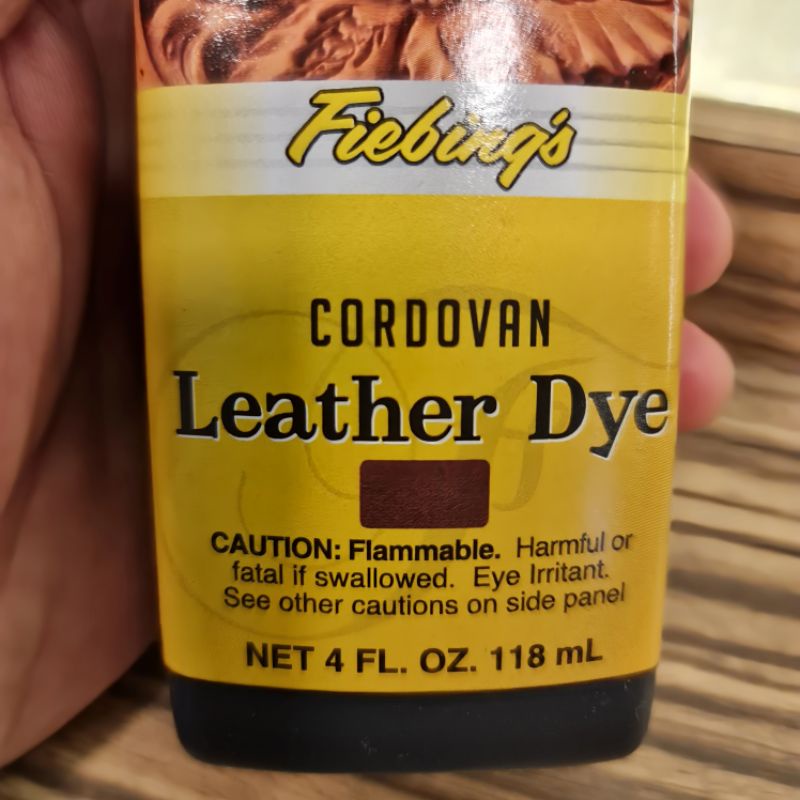 Fiebing's
CORDOVAN
Leather Dye
CAUTION: Flammable. Harmful or
fatal if swallowed. Eye Irritant.
See other cautions on side panel
NET 4 FL. OZ. 118 mL